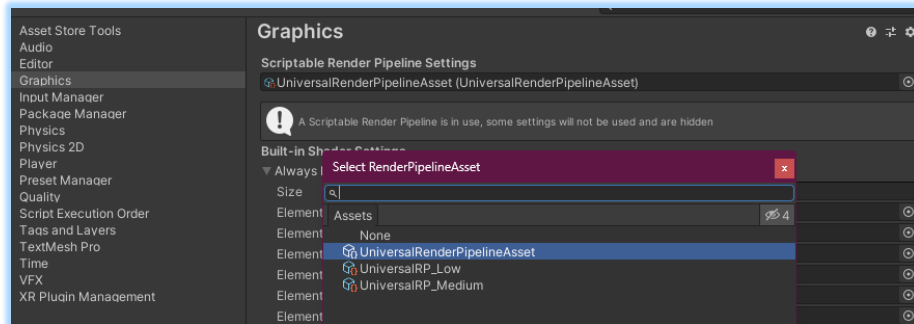 Asset Store Tools
Audio
Editor
Graphics
Input Manager
Package Manager
Physics
Physics 2D
Player
Preset Manager
Quality
Script Execution Order
Tags and Layers
TextMesh Pro
Time
VFX
XR Plugin Management
Graphics
Scriptable Render Pipeline Settings
UniversalRenderPipelineAsset (UniversalRenderPipelineAsset)
A Scriptable Render Pipeline is in use, some settings will not be used and are hidden
Built-in Shader Settings
Always I
Size
Element
Element
Element
Element
Element
Element
Select RenderPipelineAsset
x
Assets
4
None
UniversalRenderPipelineAsset
UniversalRP_Low
UniversalRP_Medium